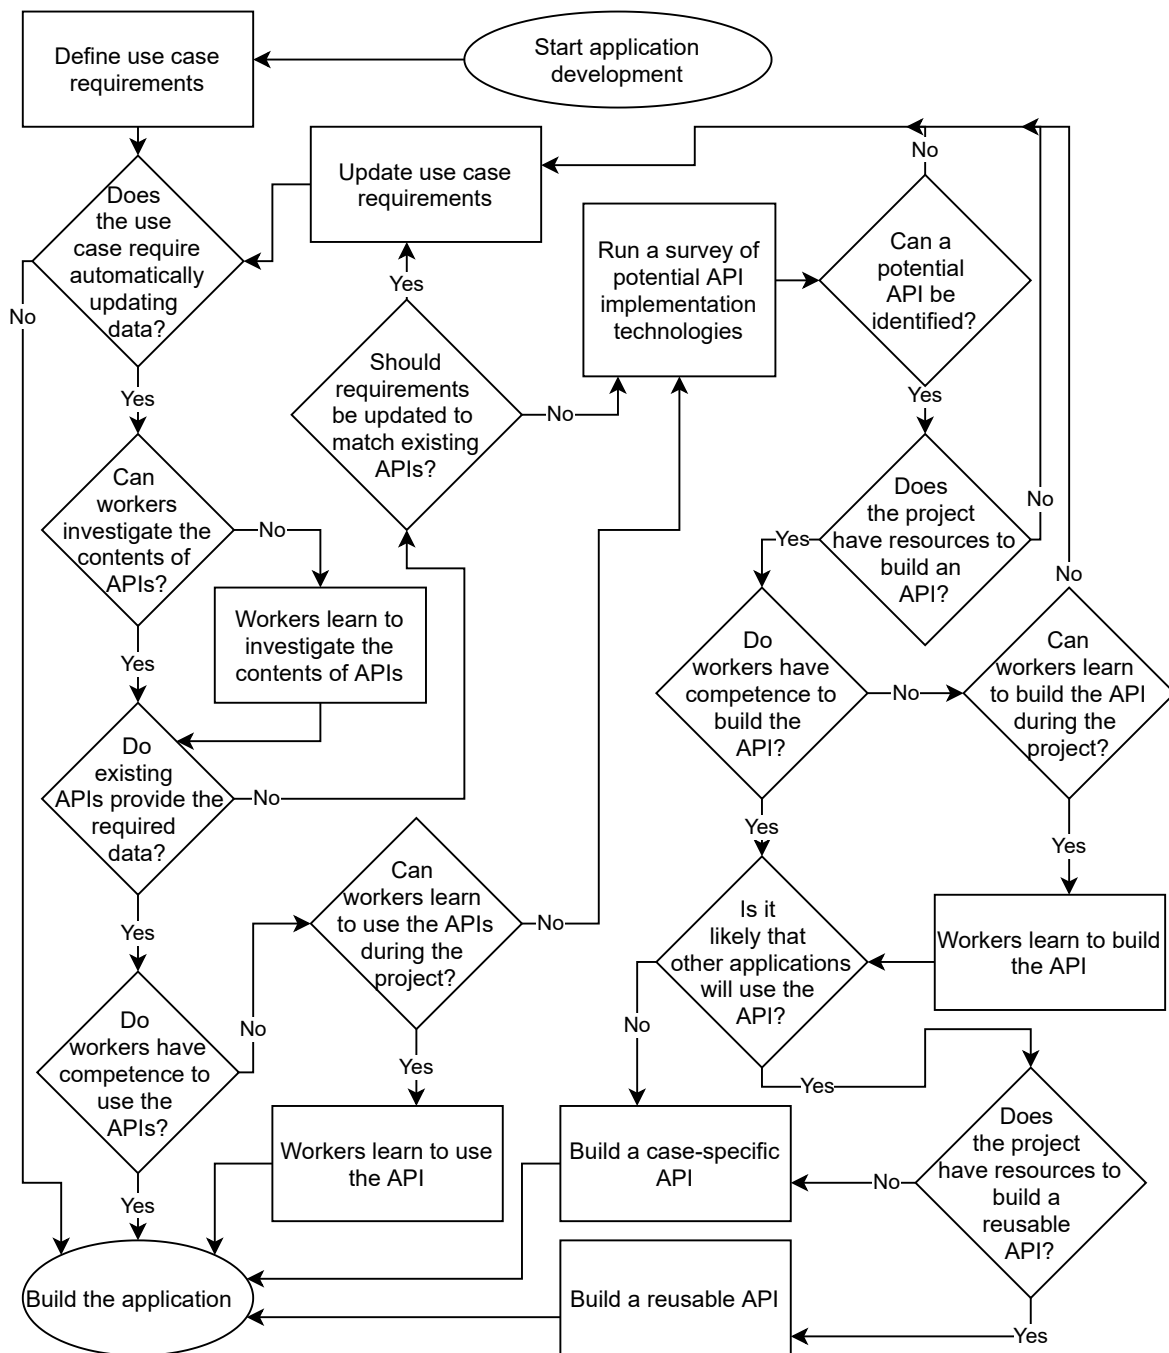 Define use case
requirements
Start application
development
Update use case
requirements
No
Does
the use
case require
automatically
updating
data?
No
Run a survey of
potential API
implementation
technologies
Can a
potential
API be
identified?
Yes
Should
requirements
be updated to
match existing
APIs?
No
Yes
Yes
Can
workers
investigate the
contents of
APIs?
No
Does
the project
have resources to
build an
API?
No
Yes
No
Workers learn to
investigate the
contents of APIs
Yes
Do
workers have
competence to
build the
API?
No
Can
workers learn
to build the API
during the
project?
Do
existing
APIs provide the
required
data?
No
Yes
Yes
Can
workers learn
to use the APIs
during the
project?
No
Yes
Is it
likely that
other applications
will use the
API?
Workers learn to build
the API
Do
workers have
competence to
use the
APIs?
No
Yes
No
Yes
Workers learn to use
the API
Build a case-specific
API
No
Does
the project
have resources to
build a
reusable
API?
Yes
Build the application
Build a reusable API
Yes